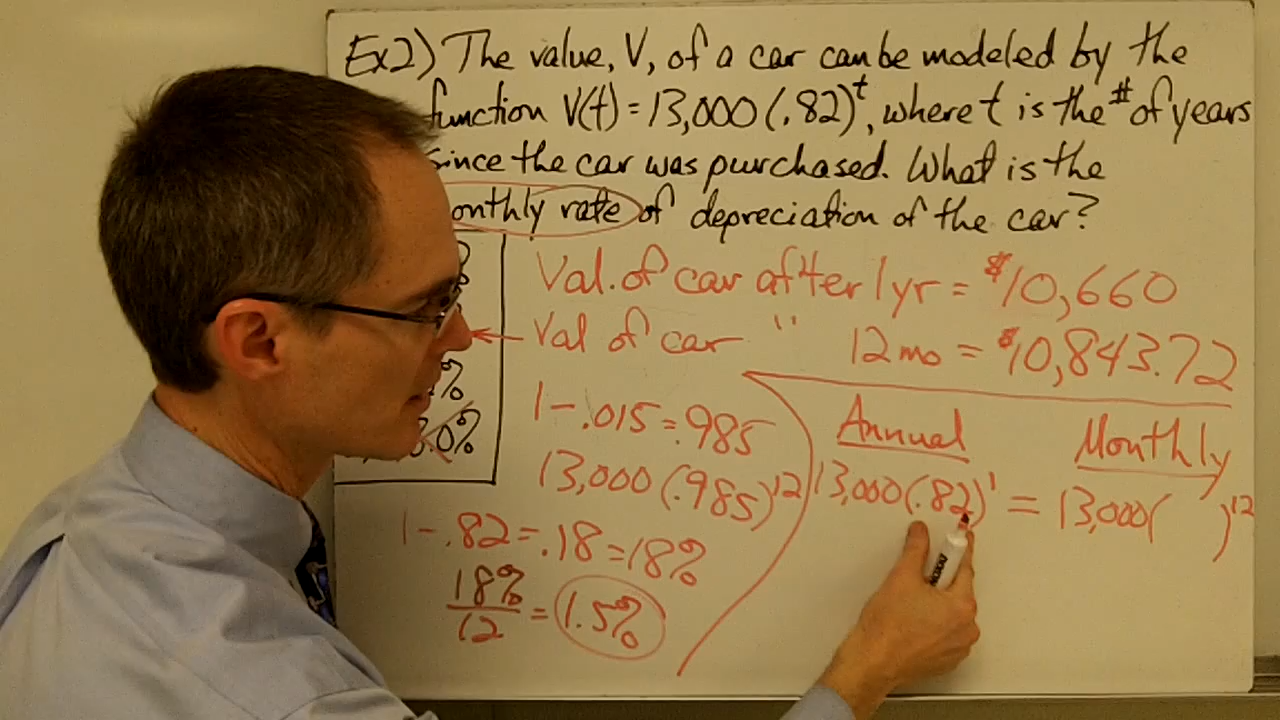 Ex2) The value, V, of a car can be modeled by the
function V(t) = 13,000(.82)^t, where t is the # of years
since the car was purchased. What is the
onthly rate of depreciation of the car?
Val. of car after 1 yr = $10,660
Val of car " 12 mo = $10,843.72
%
.0%
1 - .015 = .985
13,000(.985)^12
1 - .82 = .18 = 18%
18%/12 = 1.5%
Annual Monthly
13,000(.82)^1 = 13,000( )^12